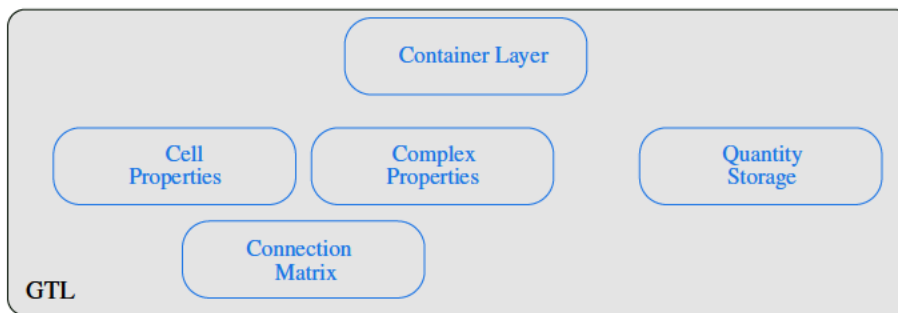 Container Layer
Cell
Properties
Complex
Properties
Quantity
Storage
Connection
Matrix
GTL